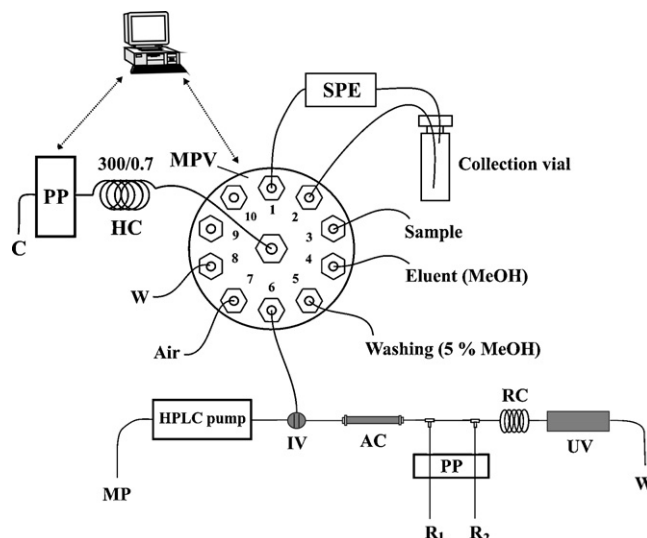 SPE
300/0.7
MPV
PP
HC
C
Collection vial
1
2
3
4
5
6
7
8
9
10
Sample
Eluent (MeOH)
Washing (5 % MeOH)
W
Air
HPLC pump
IV
AC
RC
UV
PP
MP
W
R1
R2